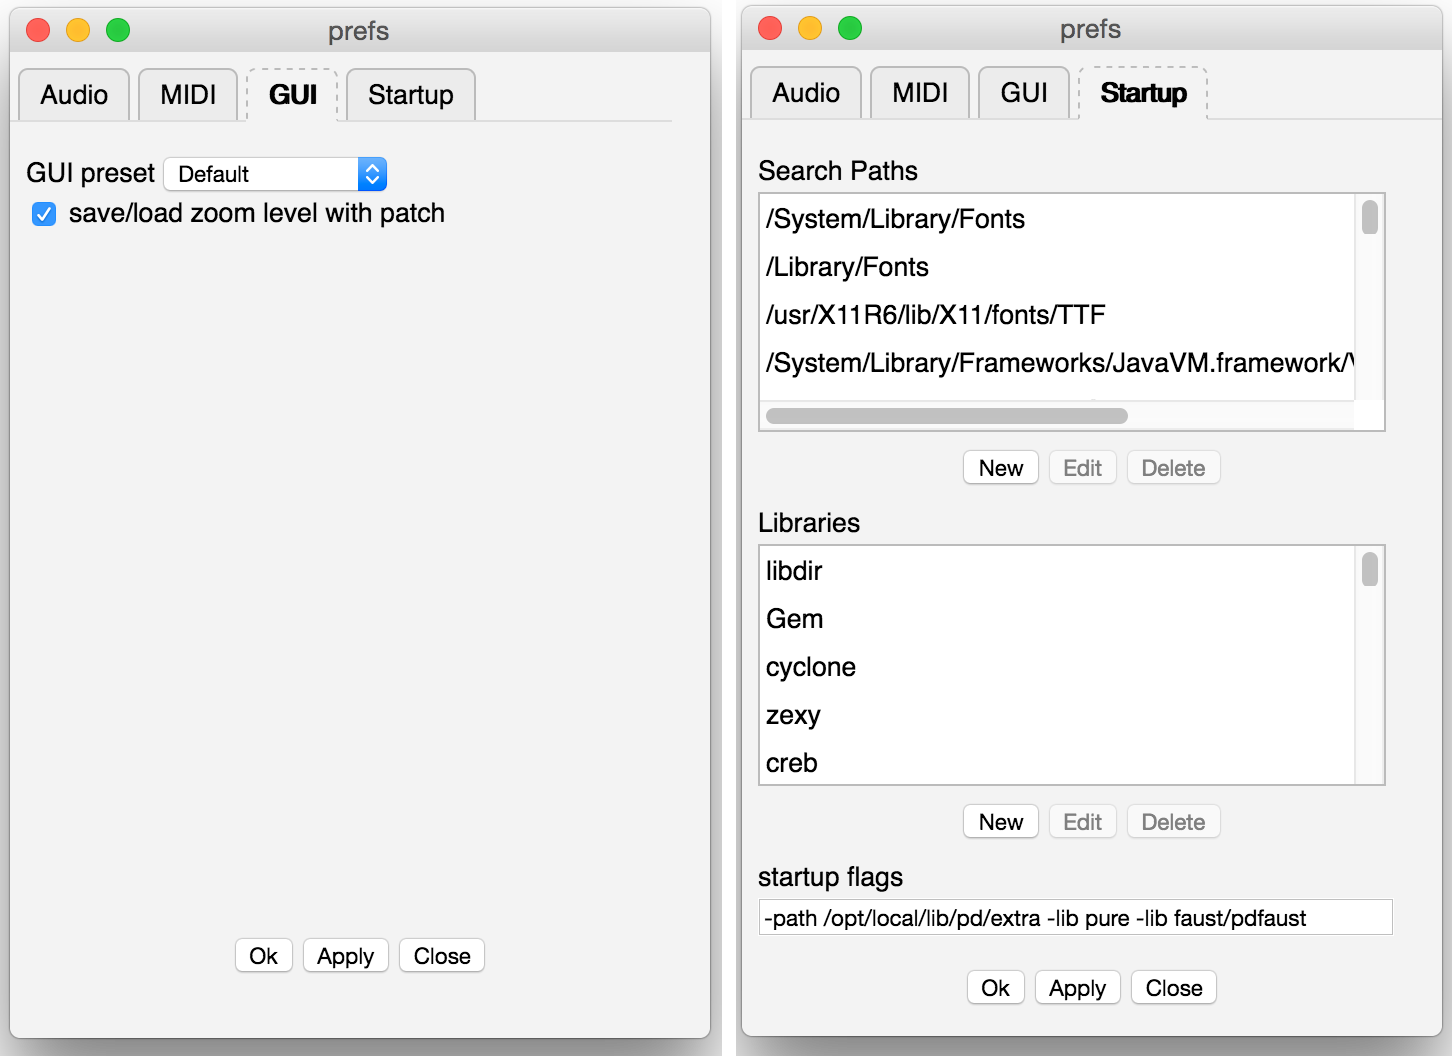 prefs
Audio MIDI GUI Startup
GUI preset Default
save/load zoom level with patch
Ok Apply Close
prefs
Audio MIDI GUI Startup
Search Paths
/System/Library/Fonts
/Library/Fonts
/usr/X11R6/lib/X11/fonts/TTF
/System/Library/Frameworks/JavaVM.framework/
New Edit Delete
Libraries
libdir
Gem
cyclone
zexy
creb
New Edit Delete
startup flags
-path /opt/local/lib/pd/extra -lib pure -lib faust/pdfaust
Ok Apply Close